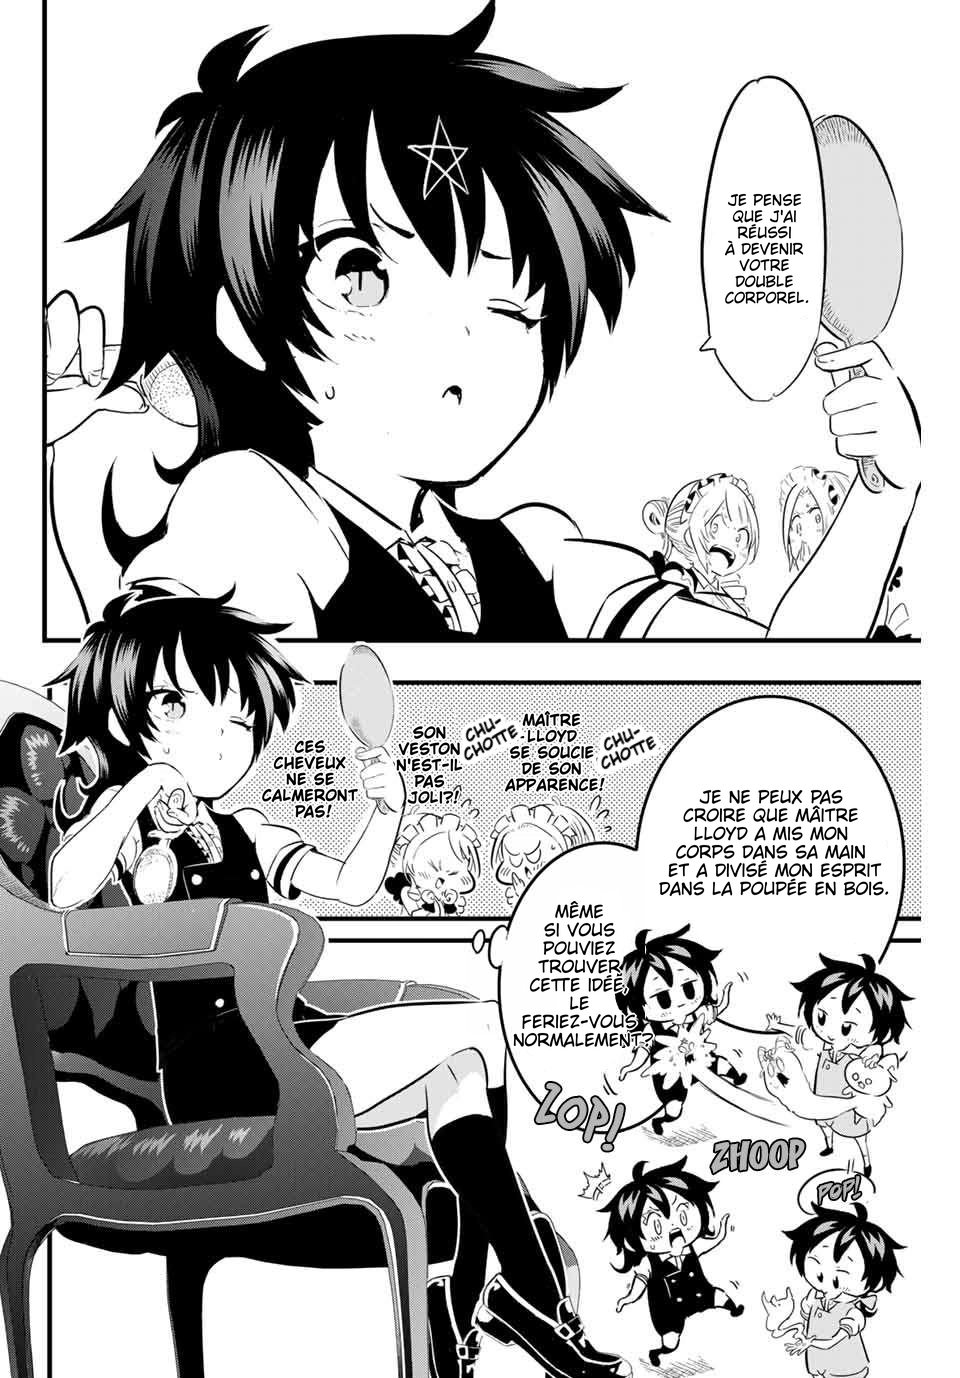 JE PENSE
QUE J'AI
RÉUSSI
À DEVENIR
VOTRE
DOUBLE
CORPOREL.
CHU-
CHOTTE
MAÎTRE
LLOYD
SE SOUCIE
DE SON
APPARENCE!
CHU-
CHOTTE
SON
VESTON
N'EST-IL
PAS
JOLI?!
CES
CHEVEUX
NE SE
CALMERONT
PAS!
JE NE PEUX PAS
CROIRE QUE MÂITRE
LLOYD A MIS MON
CORPS DANS SA MAIN
ET A DIVISÉ MON ESPRIT
DANS LA POUPÉE EN BOIS.
MÊME
SI VOUS
POUVIEZ
TROUVER
CETTE IDÉE,
LE
FERIEZ-VOUS
NORMALEMENT?
ZOP!
ZHOOP
POP!